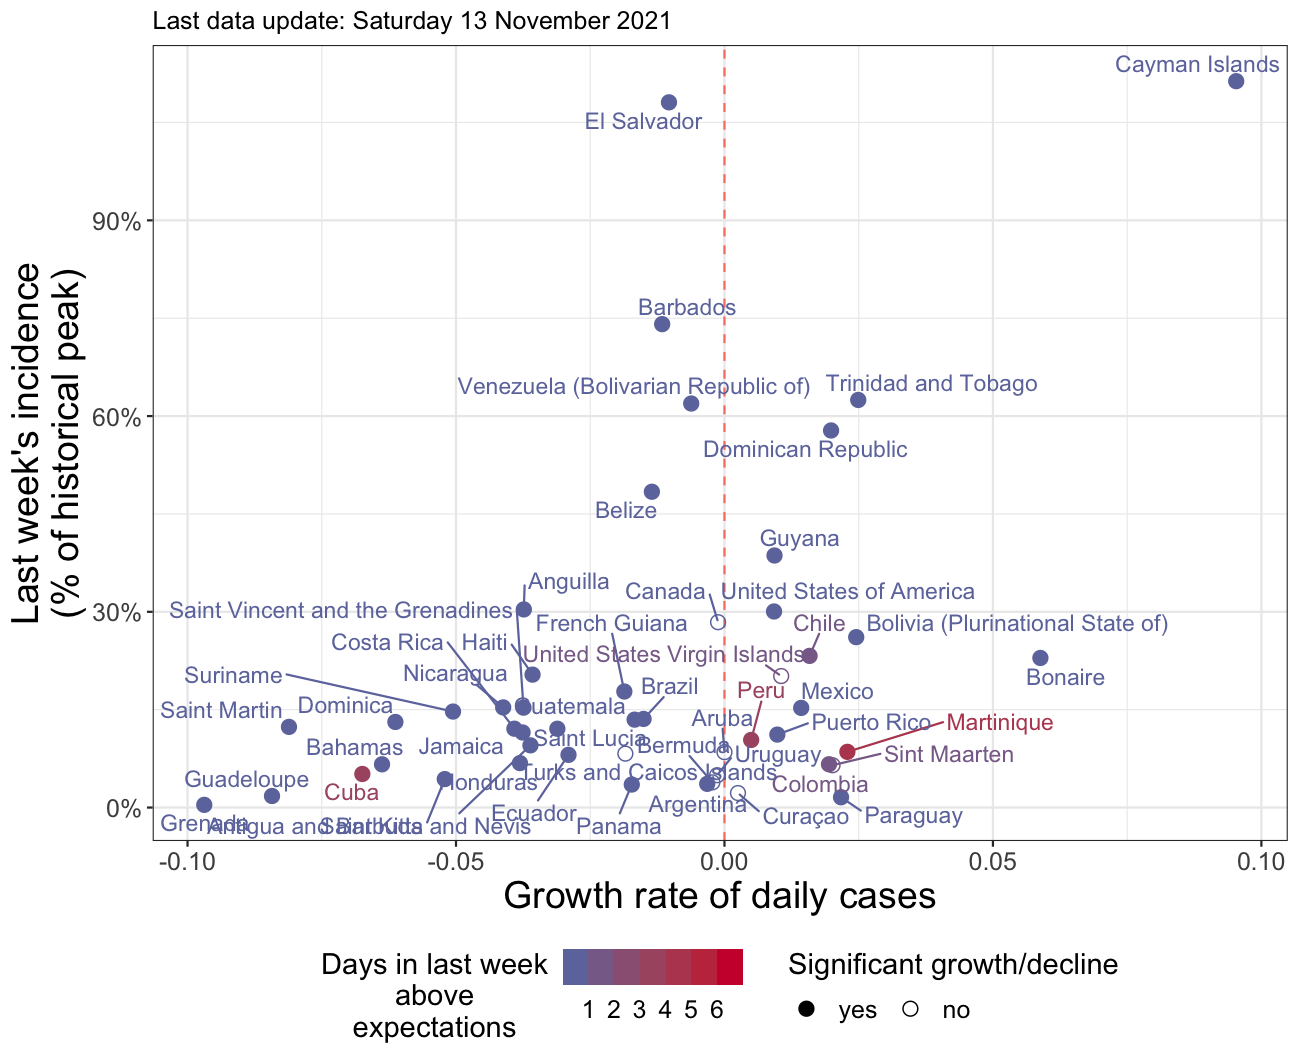 Last data update: Saturday 13 November 2021
Cayman Islands
El Salvador
90%
Barbados
Venezuela (Bolivarian Republic of)
Trinidad and Tobago
60%
Dominican Republic
Belize
Guyana
Anguilla
Canada
United States of America
30%
Saint Vincent and the Grenadines
French Guiana
Chile
Bolivia (Plurinational State of)
Costa Rica
Haiti
United States Virgin Islands
Suriname
Nicaragua
Bonaire
Brazil
Peru
Mexico
Saint Martin
Dominica
uatemala
Aruba
Puerto Rico
Martinique
Bahamas
Jamaica
Saint Lucia
Bermuda
Uruguay
Sint Maarten
Guadeloupe
Cuba
Honduras
Turks and Caicos Islands
Colombia
0%
Grenada
Antigua and Barbuda
Saint Kitts and Nevis
Ecuador
Panama
Argentina
Curaçao
Paraguay
Last week's incidence
(% of historical peak)
-0.10
-0.05
0.00
0.05
0.10
Growth rate of daily cases
Days in last week
above
expectations
1 2 3 4 5 6
Significant growth/decline
yes
no